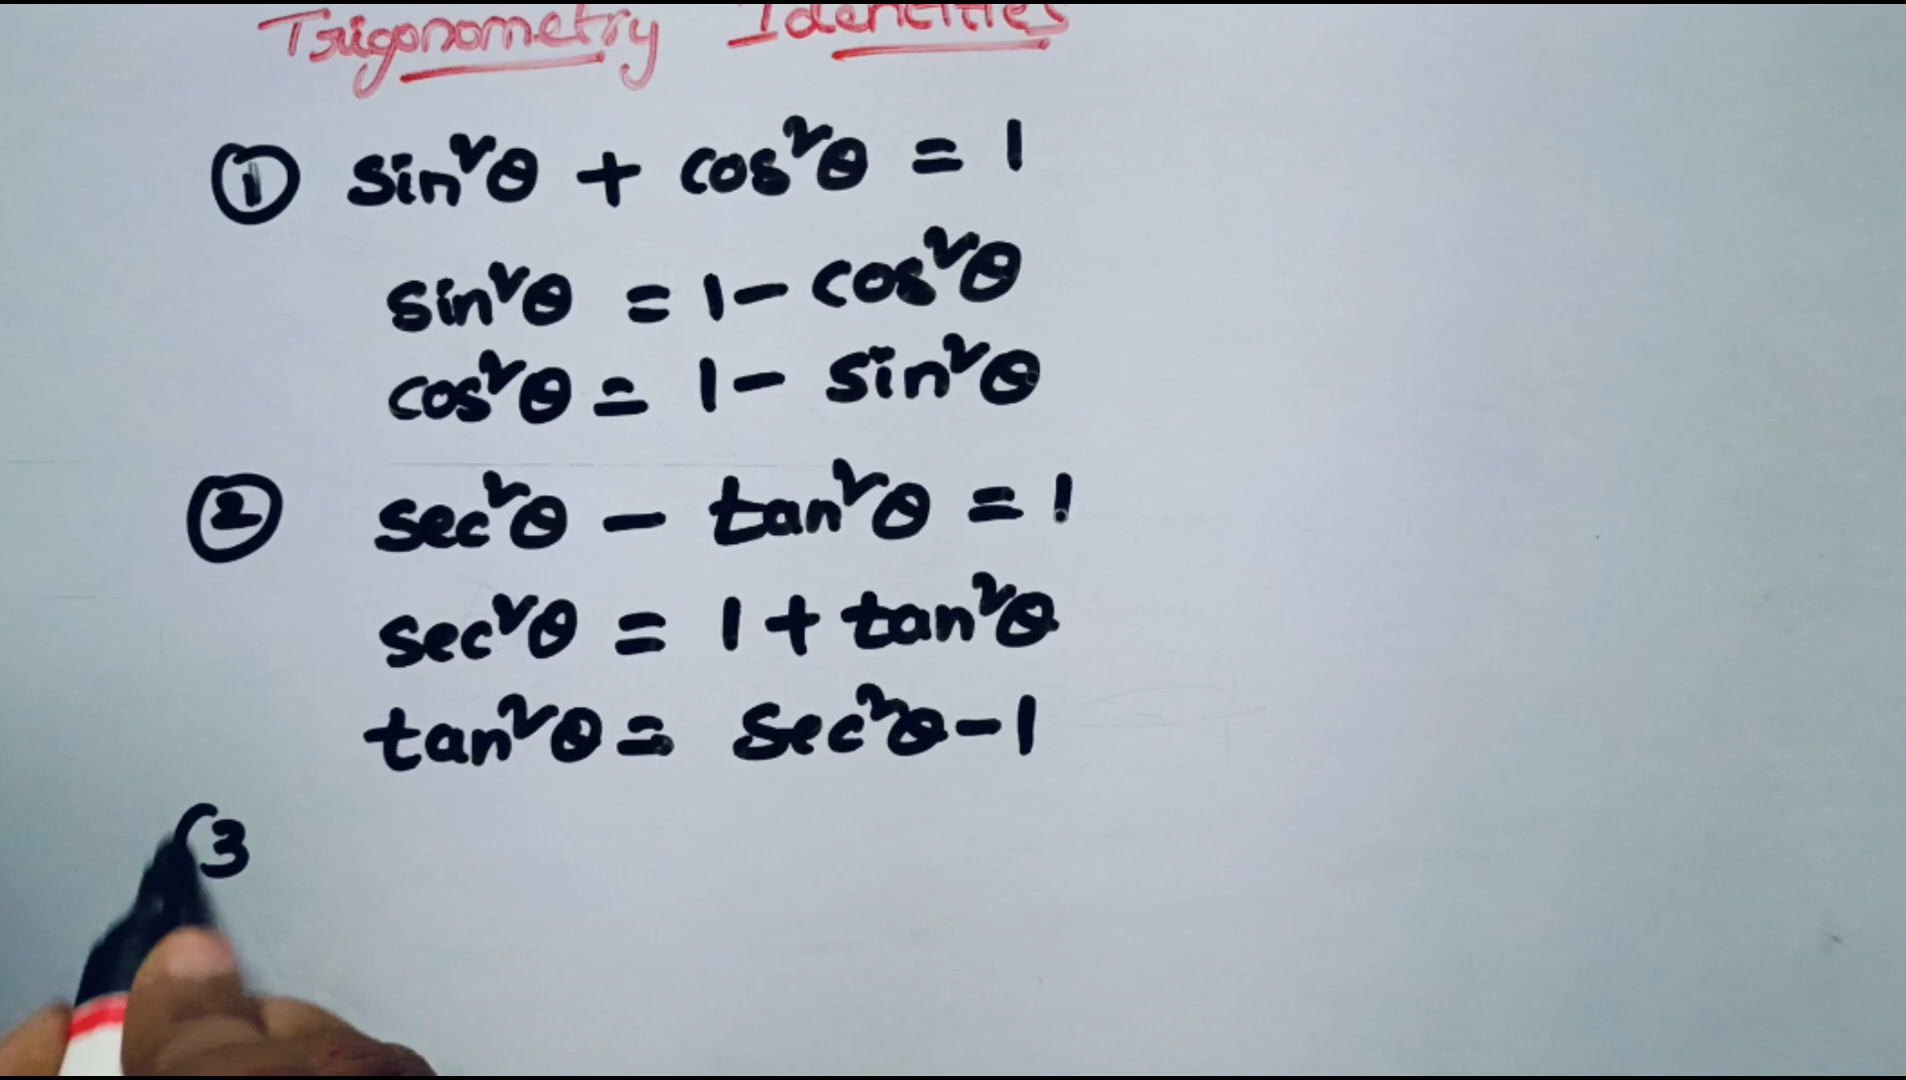 Trigonometry Identities
① sin²θ + cos²θ = 1
sin²θ = 1 - cos²θ
cos²θ = 1 - sin²θ
② sec²θ - tan²θ = 1
sec²θ = 1 + tan²θ
tan²θ = sec²θ - 1
(3